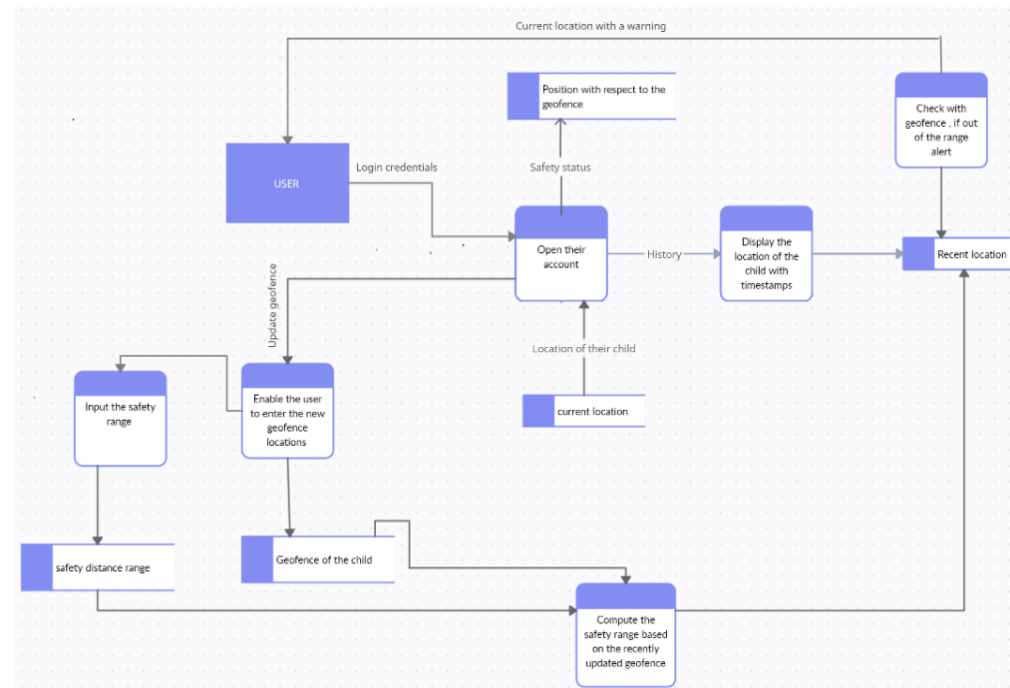 Current location with a warning
Position with respect to the
geofence
Check with
geofence , if out
of the range
alert
Login credentials
USER
Safety status
Open their
account
History
Display the
location of the
child with
timestamps
Recent location
Update geofence
Location of their child
Input the safety
range
Enable the user
to enter the new
geofence
locations
current location
safety distance range
Geofence of the child
Compute the
safety range based
on the recently
updated geofence